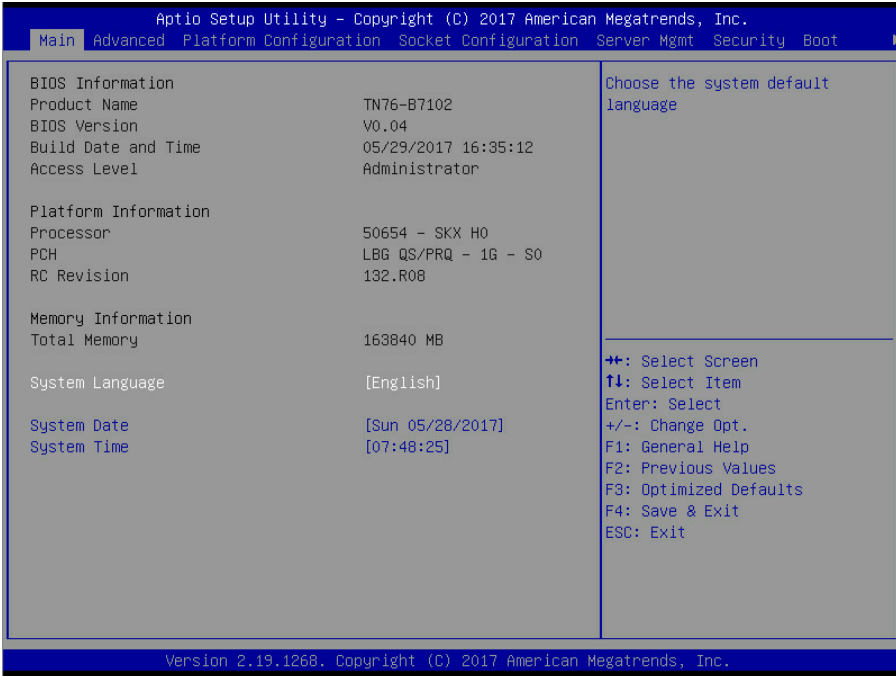 Aptio Setup Utility – Copyright (C) 2017 American Megatrends, Inc.
Main Advanced Platform Configuration Socket Configuration Server Mgmt Security Boot
BIOS Information
Product Name TN76-B7102
BIOS Version V0.04
Build Date and Time 05/29/2017 16:35:12
Access Level Administrator
Platform Information
Processor 50654 – SKX H0
PCH LBG QS/PRQ – 1G – S0
RC Revision 132.R08
Memory Information
Total Memory 163840 MB
System Language [English]
System Date [Sun 05/28/2017]
System Time [07:48:25]
Choose the system default
language
→←: Select Screen
↑↓: Select Item
Enter: Select
+/-: Change Opt.
F1: General Help
F2: Previous Values
F3: Optimized Defaults
F4: Save & Exit
ESC: Exit
Version 2.19.1268. Copyright (C) 2017 American Megatrends, Inc.